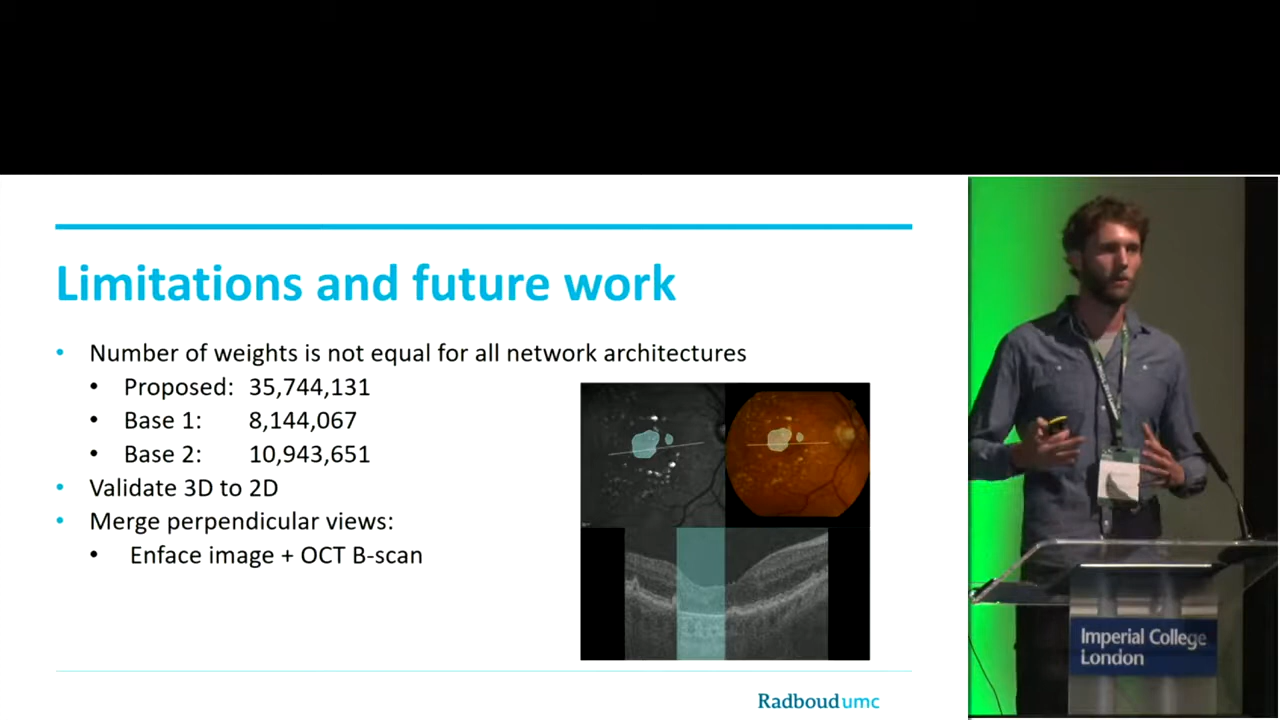 Limitations and future work
• Number of weights is not equal for all network architectures
• Proposed: 35,744,131
• Base 1: 8,144,067
• Base 2: 10,943,651
• Validate 3D to 2D
• Merge perpendicular views:
• Enface image + OCT B-scan
Radboudumc
Imperial College
London